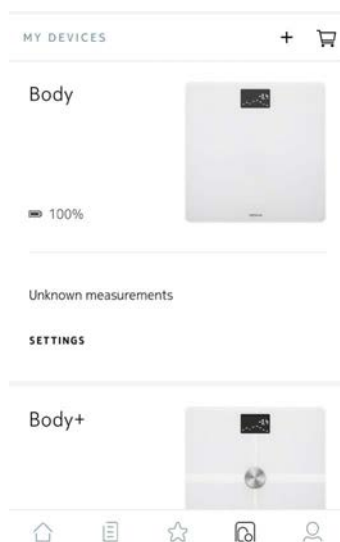 MY DEVICES
Body
100%
Unknown measurements
SETTINGS
Body+